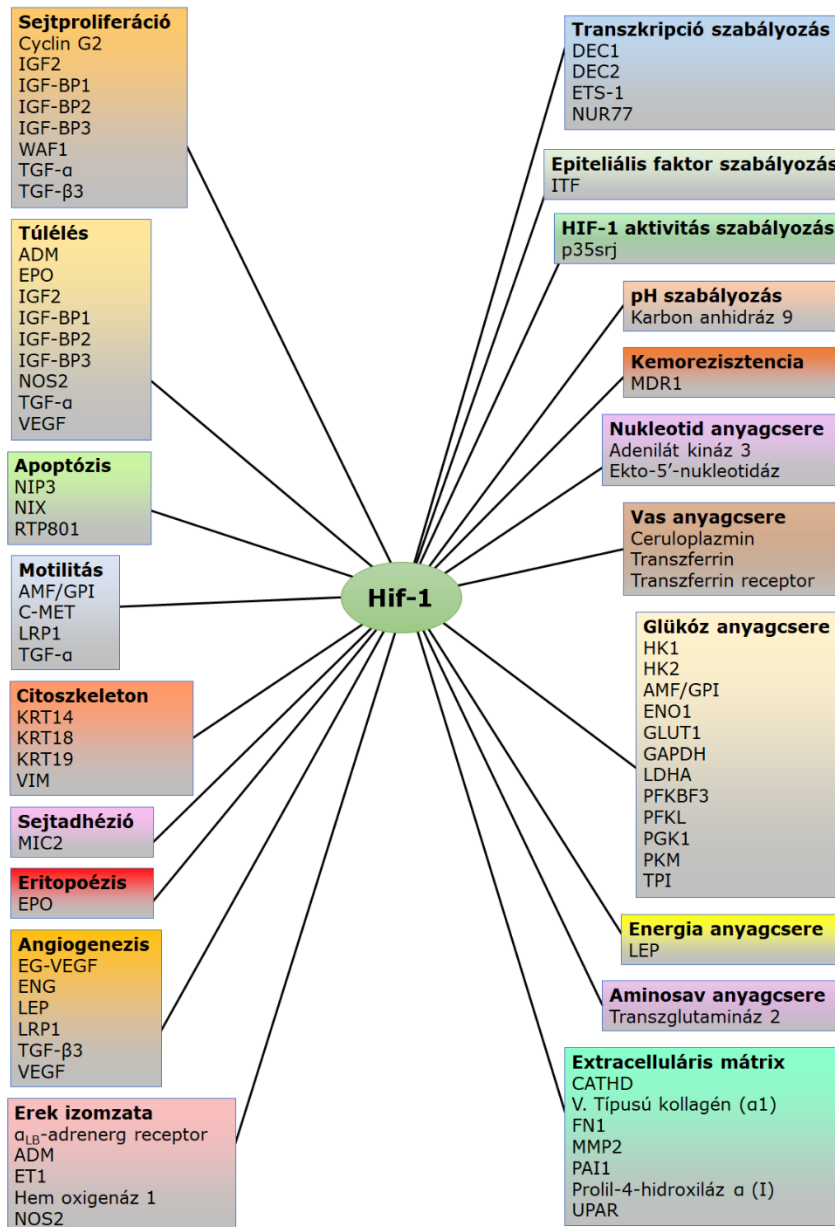 Sejtproliferáció
Cyclin G2
IGF2
IGF-BP1
IGF-BP2
IGF-BP3
WAF1
TGF-α
TGF-β3
Túlélés
ADM
EPO
IGF2
IGF-BP1
IGF-BP2
IGF-BP3
NOS2
TGF-α
VEGF
Apoptózis
NIP3
NIX
RTP801
Motilitás
AMF/GPI
C-MET
LRP1
TGF-α
Citoszkeleton
KRT14
KRT18
KRT19
VIM
Sejtadhézió
MIC2
Eritopoézis
EPO
Angiogenezis
EG-VEGF
ENG
LEP
LRP1
TGF-β3
VEGF
Erek izomzata
α_LB-adrenerg receptor
ADM
ET1
Hem oxigenáz 1
NOS2
Hif-1
Transzkripció szabályozás
DEC1
DEC2
ETS-1
NUR77
Epiteliális faktor szabályozás
ITF
HIF-1 aktivitás szabályozás
p35srj
pH szabályozás
Karbon anhidráz 9
Kemorezisztencia
MDR1
Nukleotid anyagcsere
Adenilát kináz 3
Ekto-5’-nukleotidáz
Vas anyagcsere
Ceruloplazmin
Transzferrin
Transzferrin receptor
Glükóz anyagcsere
HK1
HK2
AMF/GPI
ENO1
GLUT1
GAPDH
LDHA
PFKBF3
PFKL
PGK1
PKM
TPI
Energia anyagcsere
LEP
Aminosav anyagcsere
Transzglutamináz 2
Extracelluláris mátrix
CATHD
V. Típusú kollagén (α1)
FN1
MMP2
PAI1
Prolil-4-hidroxiláz α (I)
UPAR